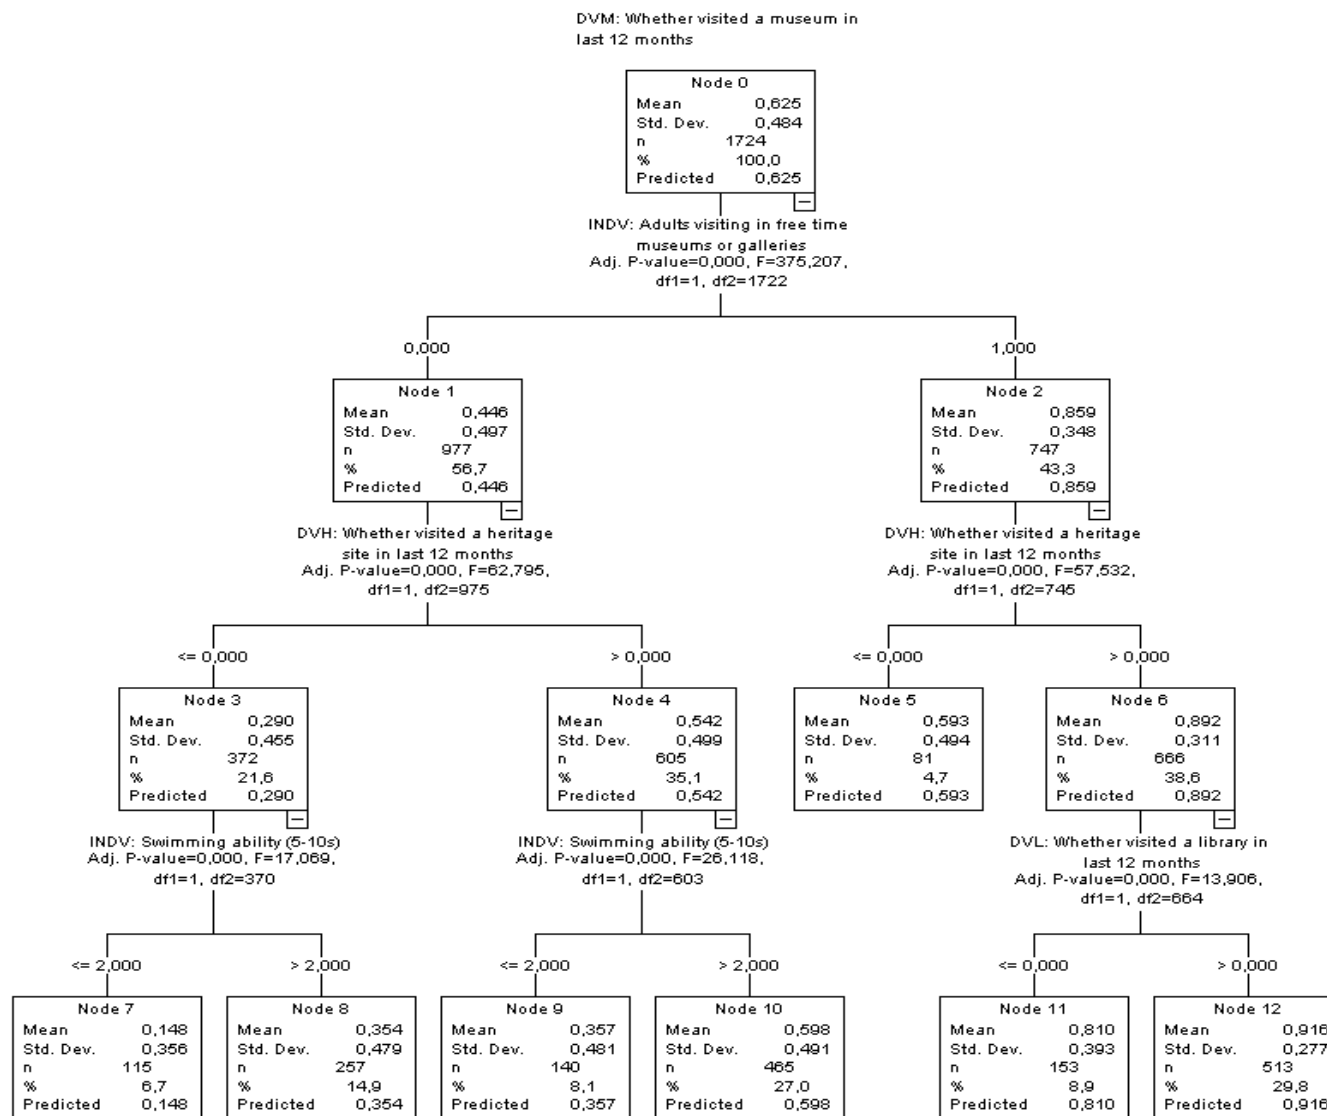 DVM: Whether visited a museum in
last 12 months
Node 0
Mean 0,625
Std. Dev. 0,484
n 1724
% 100,0
Predicted 0,625
INDV: Adults visiting in free time
museums or galleries
Adj. P-value=0,000, F=375,207,
df1=1, df2=1722
0,000
1,000
Node 1
Mean 0,446
Std. Dev. 0,497
n 977
% 56,7
Predicted 0,446
Node 2
Mean 0,859
Std. Dev. 0,348
n 747
% 43,3
Predicted 0,859
DVH: Whether visited a heritage
site in last 12 months
Adj. P-value=0,000, F=62,795,
df1=1, df2=975
DVH: Whether visited a heritage
site in last 12 months
Adj. P-value=0,000, F=57,532,
df1=1, df2=745
<= 0,000
> 0,000
<= 0,000
> 0,000
Node 3
Mean 0,290
Std. Dev. 0,455
n 372
% 21,6
Predicted 0,290
Node 4
Mean 0,542
Std. Dev. 0,499
n 605
% 35,1
Predicted 0,542
Node 5
Mean 0,593
Std. Dev. 0,494
n 81
% 4,7
Predicted 0,593
Node 6
Mean 0,892
Std. Dev. 0,311
n 666
% 38,6
Predicted 0,892
INDV: Swimming ability (5-10s)
Adj. P-value=0,000, F=17,069,
df1=1, df2=370
INDV: Swimming ability (5-10s)
Adj. P-value=0,000, F=26,118,
df1=1, df2=603
DVL: Whether visited a library in
last 12 months
Adj. P-value=0,000, F=13,906,
df1=1, df2=664
<= 2,000
> 2,000
<= 2,000
> 2,000
<= 0,000
> 0,000
Node 7
Mean 0,148
Std. Dev. 0,356
n 115
% 6,7
Predicted 0,148
Node 8
Mean 0,354
Std. Dev. 0,479
n 257
% 14,9
Predicted 0,354
Node 9
Mean 0,357
Std. Dev. 0,481
n 140
% 8,1
Predicted 0,357
Node 10
Mean 0,598
Std. Dev. 0,491
n 465
% 27,0
Predicted 0,598
Node 11
Mean 0,810
Std. Dev. 0,393
n 153
% 8,9
Predicted 0,810
Node 12
Mean 0,916
Std. Dev. 0,277
n 513
% 29,8
Predicted 0,916